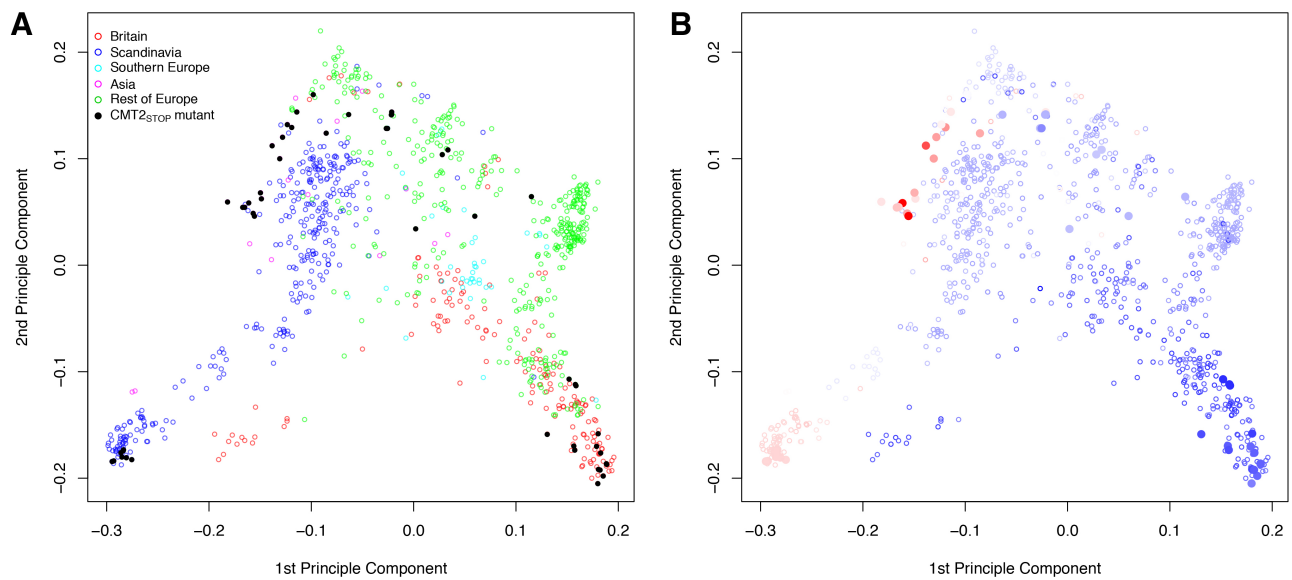 A
Britain
Scandinavia
Southern Europe
Asia
Rest of Europe
CMT2STOP mutant
2nd Principle Component
0.2
0.1
0.0
−0.1
−0.2
−0.3 −0.2 −0.1 0.0 0.1 0.2
1st Principle Component
B
2nd Principle Component
0.2
0.1
0.0
−0.1
−0.2
−0.3 −0.2 −0.1 0.0 0.1 0.2
1st Principle Component